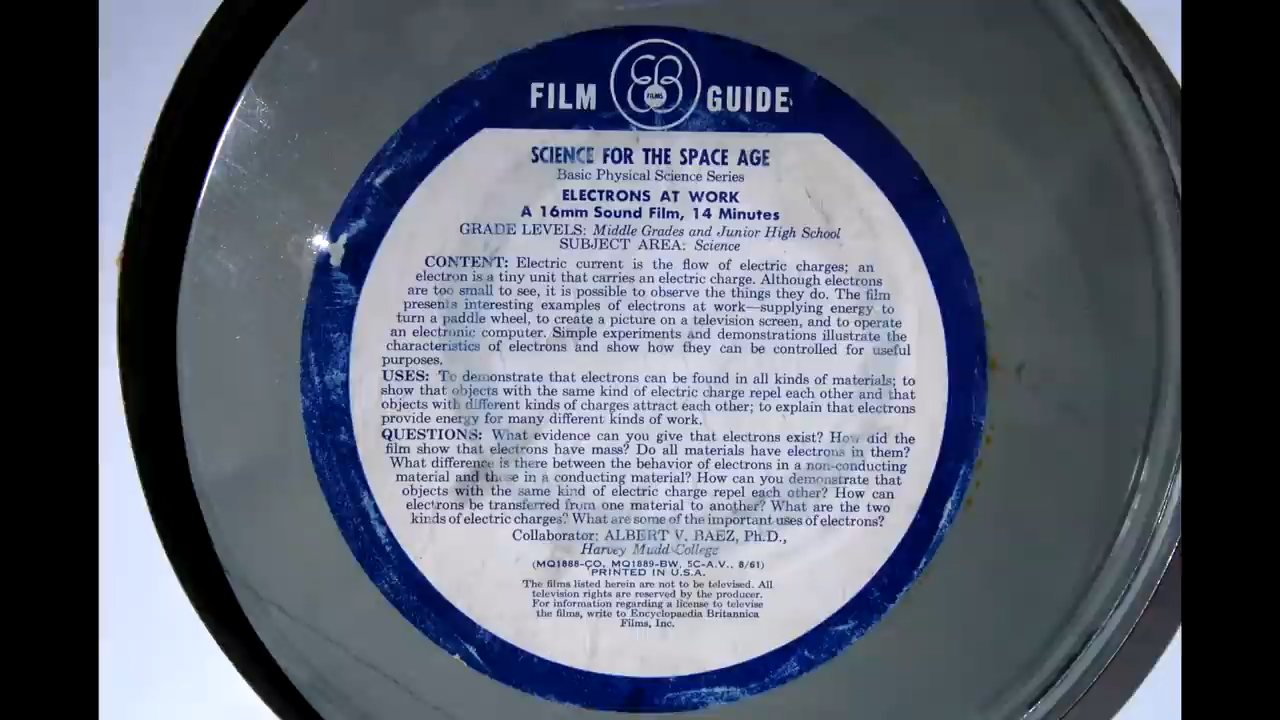 FILM EB FILMS GUIDE
SCIENCE FOR THE SPACE AGE
Basic Physical Science Series
ELECTRONS AT WORK
A 16mm Sound Film, 14 Minutes
GRADE LEVELS: Middle Grades and Junior High School
SUBJECT AREA: Science
CONTENT: Electric current is the flow of electric charges; an
electron is a tiny unit that carries an electric charge. Although electrons
are too small to see, it is possible to observe the things they do. The film
presents interesting examples of electrons at work—supplying energy to
turn a paddle wheel, to create a picture on a television screen, and to operate
an electronic computer. Simple experiments and demonstrations illustrate the
characteristics of electrons and show how they can be controlled for useful
purposes.
USES: To demonstrate that electrons can be found in all kinds of materials; to
show that objects with the same kind of electric charge repel each other and that
objects with different kinds of charges attract each other; to explain that electrons
provide energy for many different kinds of work.
QUESTIONS: What evidence can you give that electrons exist? How did the
film show that electrons have mass? Do all materials have electrons in them?
What difference is there between the behavior of electrons in a non-conducting
material and those in a conducting material? How can you demonstrate that
objects with the same kind of electric charge repel each other? How can
electrons be transferred from one material to another? What are the two
kinds of electric charges? What are some of the important uses of electrons?
Collaborator: ALBERT V. BAEZ, Ph.D.,
Harvey Mudd College
(MQ1888-CO, MQ1889-BW, 5C-A.V., 8/61)
PRINTED IN U.S.A.
The films listed herein are not to be televised. All
television rights are reserved by the producer.
For information regarding a license to televise
the films, write to Encyclopaedia Britannica
Films, Inc.